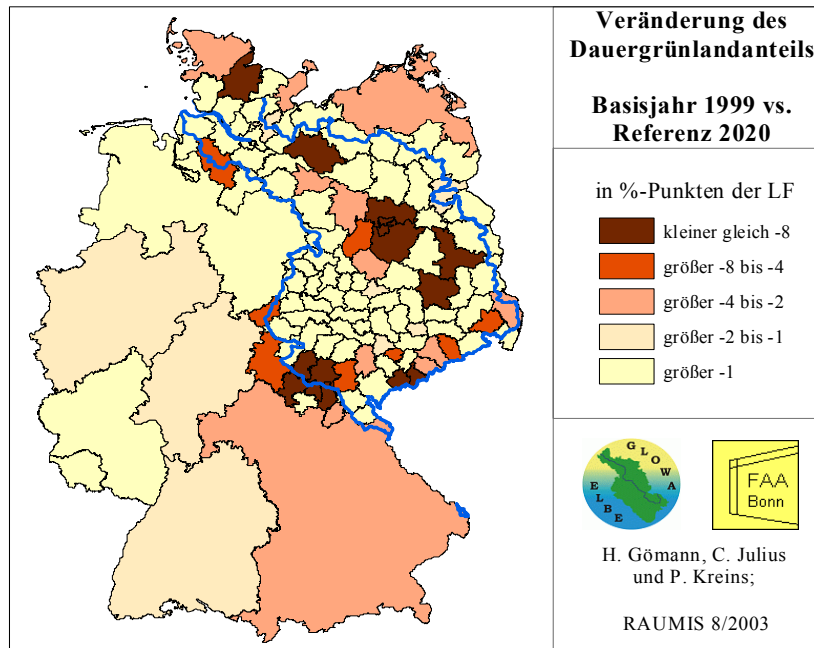 Veränderung des
Dauergrünlandanteils
Basisjahr 1999 vs.
Referenz 2020
in %-Punkten der LF
kleiner gleich -8
größer -8 bis -4
größer -4 bis -2
größer -2 bis -1
größer -1
GLOWA
ELBE
FAA
Bonn
H. Gömann, C. Julius
und P. Kreins;
RAUMIS 8/2003